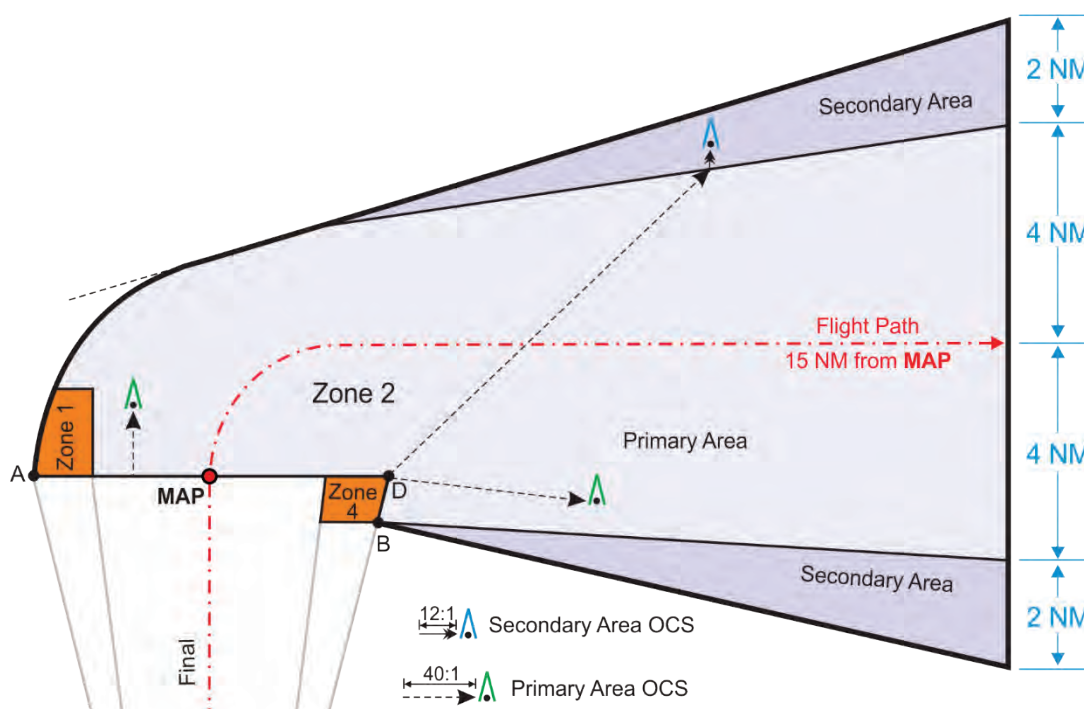 2 NM
Secondary Area
4 NM
Flight Path
15 NM from MAP
Zone 2
Zone 1
Primary Area
4 NM
A
MAP
D
Zone
4
B
Secondary Area
2 NM
12:1
Secondary Area OCS
Final
40:1
Primary Area OCS